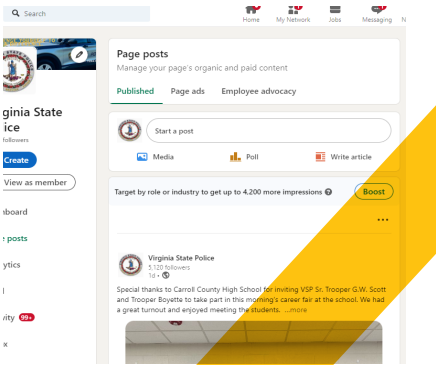 Search
Home
My Network
Jobs
Messaging
N
ginia State
ice
followers
Create
View as member
board
posts
ytics
vity 99+
x
Page posts
Manage your page's organic and paid content
Published Page ads Employee advocacy
Start a post
Media Poll Write article
Target by role or industry to get up to 4,200 more impressions ? Boost
Virginia State Police
5,120 followers
1d •
Special thanks to Carroll County High School for inviting VSP Sr. Trooper G.W. Scott
and Trooper Boyette to take part in this morning's career fair at the school. We had
a great turnout and enjoyed meeting the students. ...more